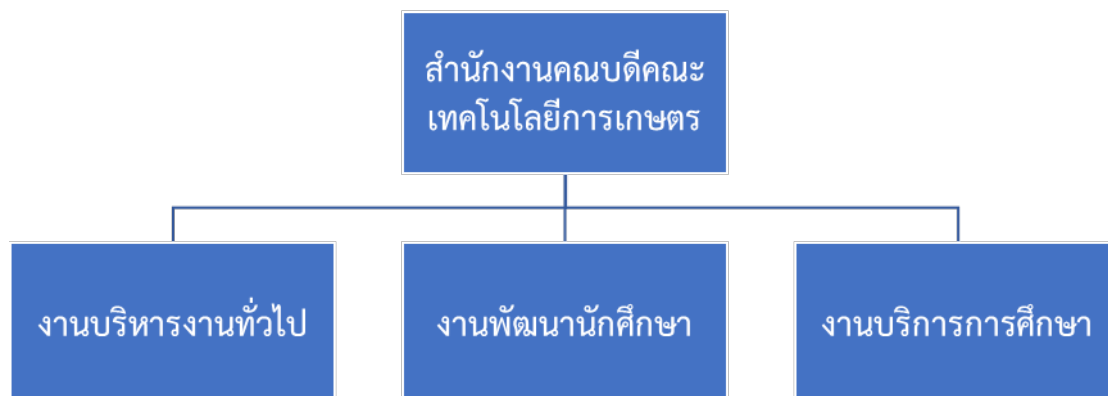 สำนักงานคณบดีคณะ
เทคโนโลยีการเกษตร
งานบริหารงานทั่วไป
งานพัฒนานักศึกษา
งานบริการการศึกษา